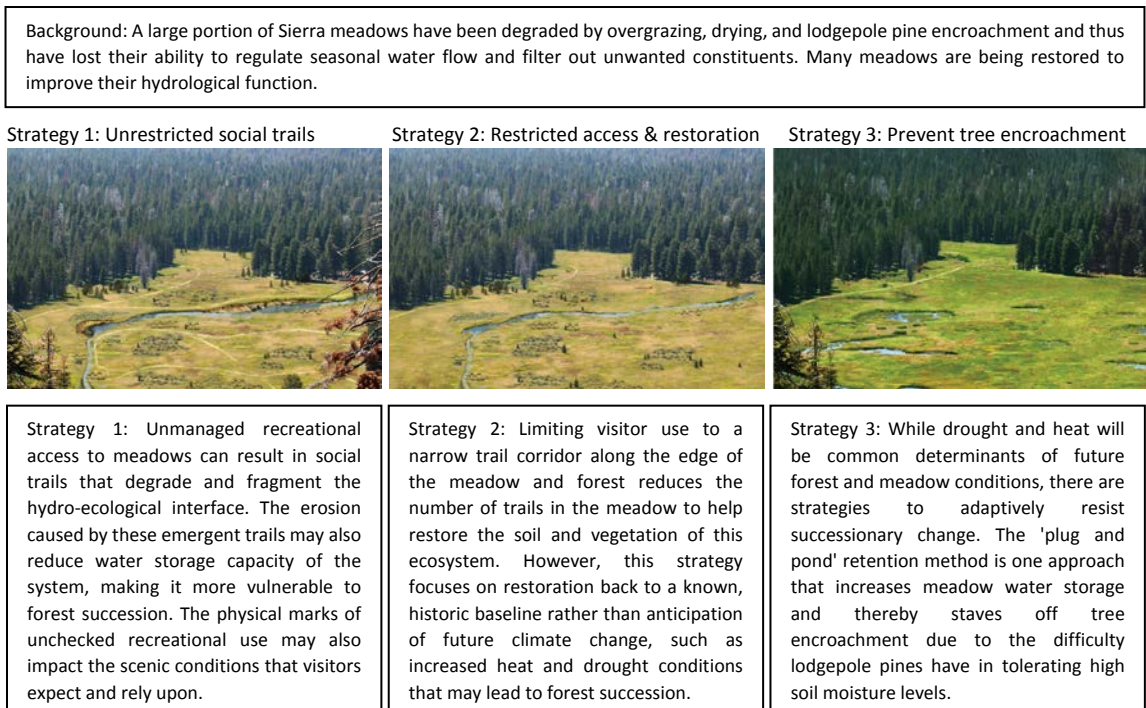 Background: A large portion of Sierra meadows have been degraded by overgrazing, drying, and lodgepole pine encroachment and thus
have lost their ability to regulate seasonal water flow and filter out unwanted constituents. Many meadows are being restored to
improve their hydrological function.
Strategy 1: Unrestricted social trails
Strategy 2: Restricted access & restoration
Strategy 3: Prevent tree encroachment
Strategy 1: Unmanaged recreational
access to meadows can result in social
trails that degrade and fragment the
hydro-ecological interface. The erosion
caused by these emergent trails may also
reduce water storage capacity of the
system, making it more vulnerable to
forest succession. The physical marks of
unchecked recreational use may also
impact the scenic conditions that visitors
expect and rely upon.
Strategy 2: Limiting visitor use to a
narrow trail corridor along the edge of
the meadow and forest reduces the
number of trails in the meadow to help
restore the soil and vegetation of this
ecosystem. However, this strategy
focuses on restoration back to a known,
historic baseline rather than anticipation
of future climate change, such as
increased heat and drought conditions
that may lead to forest succession.
Strategy 3: While drought and heat will
be common determinants of future
forest and meadow conditions, there are
strategies to adaptively resist
successionary change. The 'plug and
pond' retention method is one approach
that increases meadow water storage
and thereby staves off tree
encroachment due to the difficulty
lodgepole pines have in tolerating high
soil moisture levels.